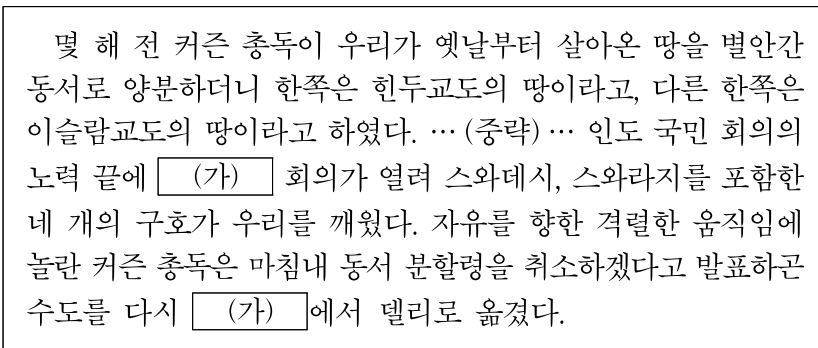 몇 해 전 커즌 총독이 우리가 옛날부터 살아온 땅을 별안간
동서로 양분하더니 한쪽은 힌두교도의 땅이라고, 다른 한쪽은
이슬람교도의 땅이라고 하였다. … (중략) … 인도 국민 회의의
노력 끝에 (가) 회의가 열려 스와데시, 스와라지를 포함한
네 개의 구호가 우리를 깨웠다. 자유를 향한 격렬한 움직임에
놀란 커즌 총독은 마침내 동서 분할령을 취소하겠다고 발표하곤
수도를 다시 (가) 에서 델리로 옮겼다.